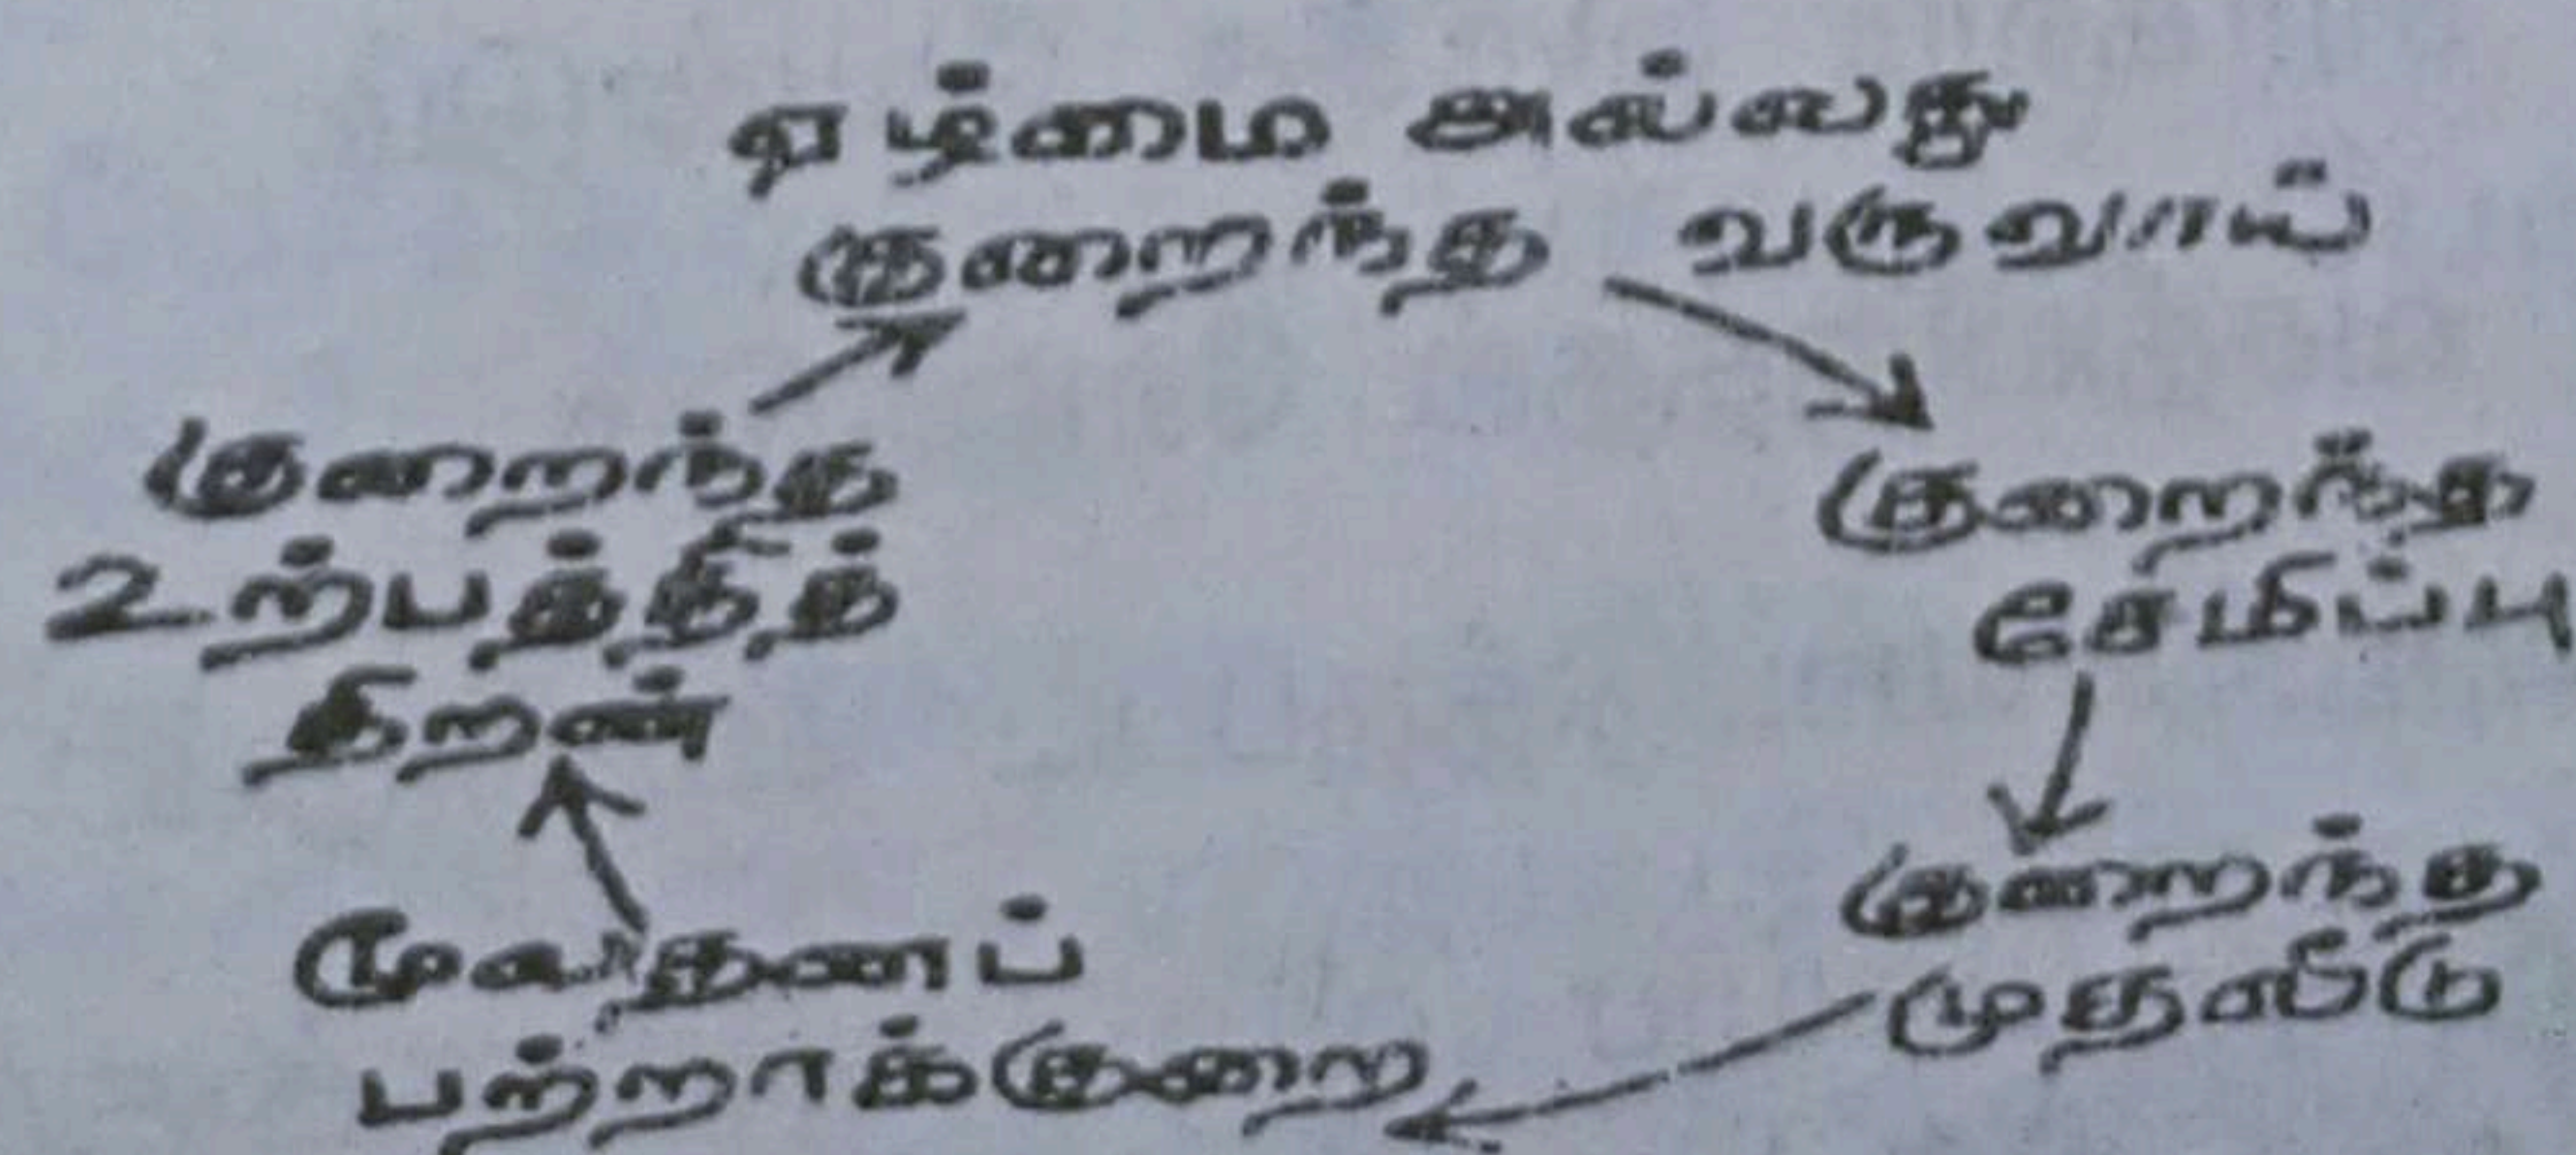 ஏழ்மை அல்லது
குறைந்த வருவாய்
குறைந்த
சேமிப்பு
குறைந்த
முதலீடு
மூலதனப்
பற்றாக்குறை
குறைந்த
உற்பத்தித்
திறன்